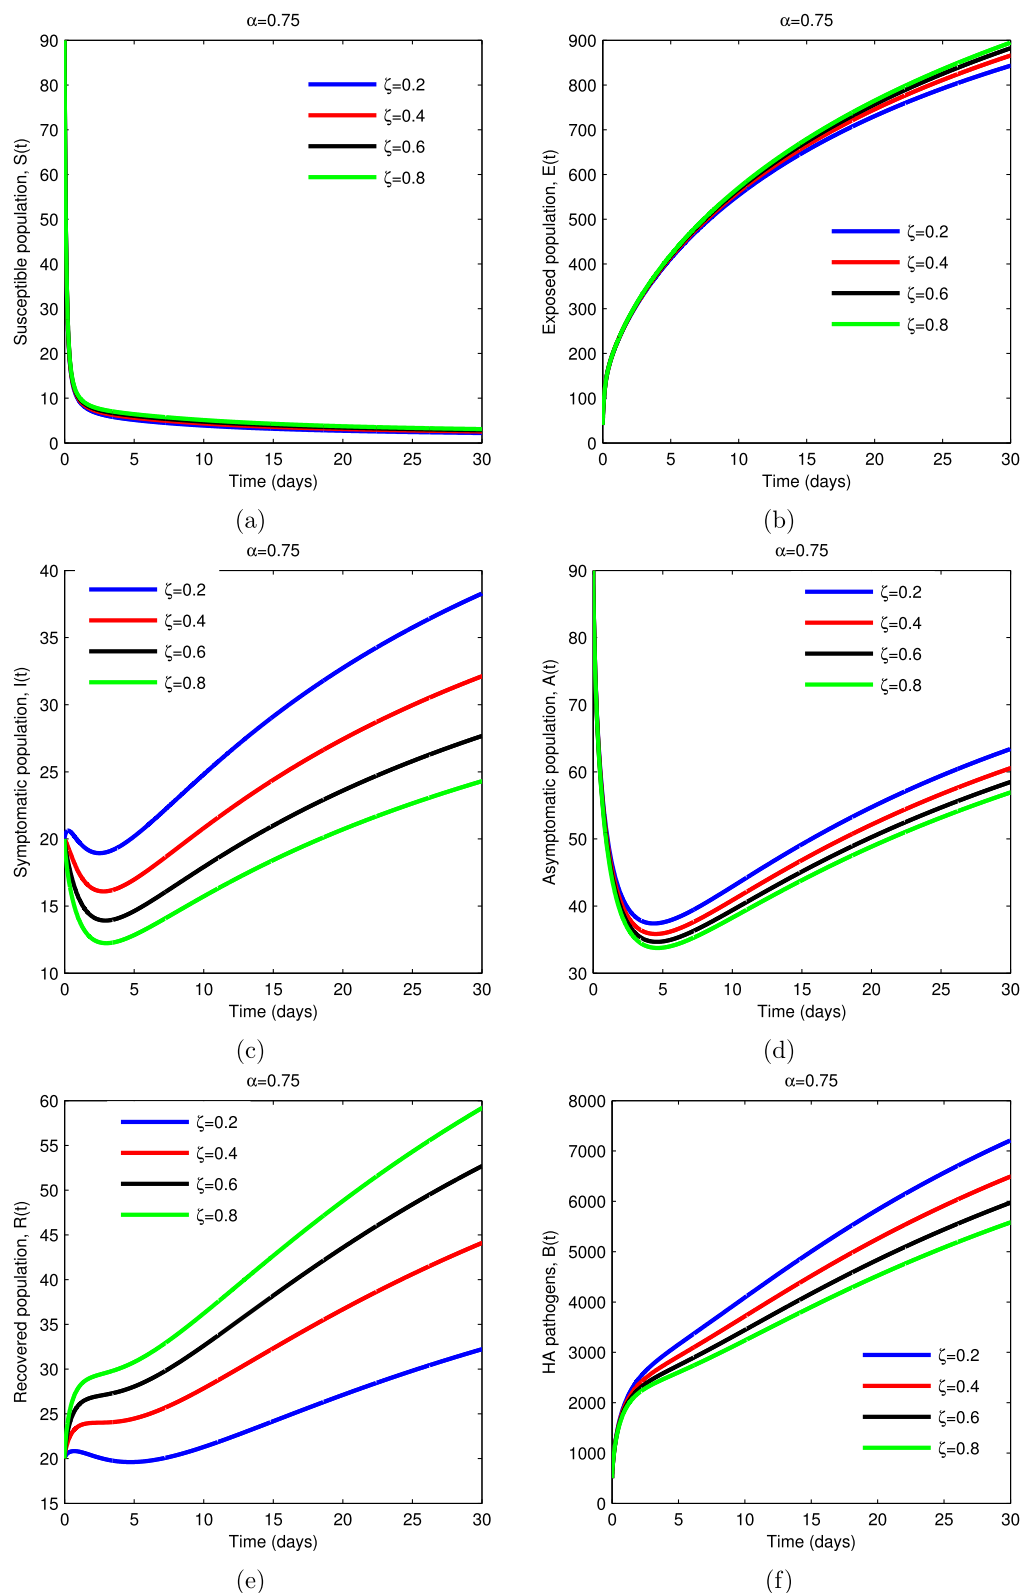 α=0.75
Susceptible population, S(t)
90
80
70
60
50
40
30
20
10
0
ζ=0.2
ζ=0.4
ζ=0.6
ζ=0.8
0 5 10 15 20 25 30
Time (days)
(a)
α=0.75
Exposed population, E(t)
900
800
700
600
500
400
300
200
100
0
ζ=0.2
ζ=0.4
ζ=0.6
ζ=0.8
0 5 10 15 20 25 30
Time (days)
(b)
α=0.75
Symptomatic population, I(t)
40
35
30
25
20
15
10
ζ=0.2
ζ=0.4
ζ=0.6
ζ=0.8
0 5 10 15 20 25 30
Time (days)
(c)
α=0.75
Asymptomatic population, A(t)
90
80
70
60
50
40
30
ζ=0.2
ζ=0.4
ζ=0.6
ζ=0.8
0 5 10 15 20 25 30
Time (days)
(d)
α=0.75
Recovered population, R(t)
60
55
50
45
40
35
30
25
20
15
ζ=0.2
ζ=0.4
ζ=0.6
ζ=0.8
0 5 10 15 20 25 30
Time (days)
(e)
α=0.75
HA pathogens, B(t)
8000
7000
6000
5000
4000
3000
2000
1000
0
ζ=0.2
ζ=0.4
ζ=0.6
ζ=0.8
0 5 10 15 20 25 30
Time (days)
(f)